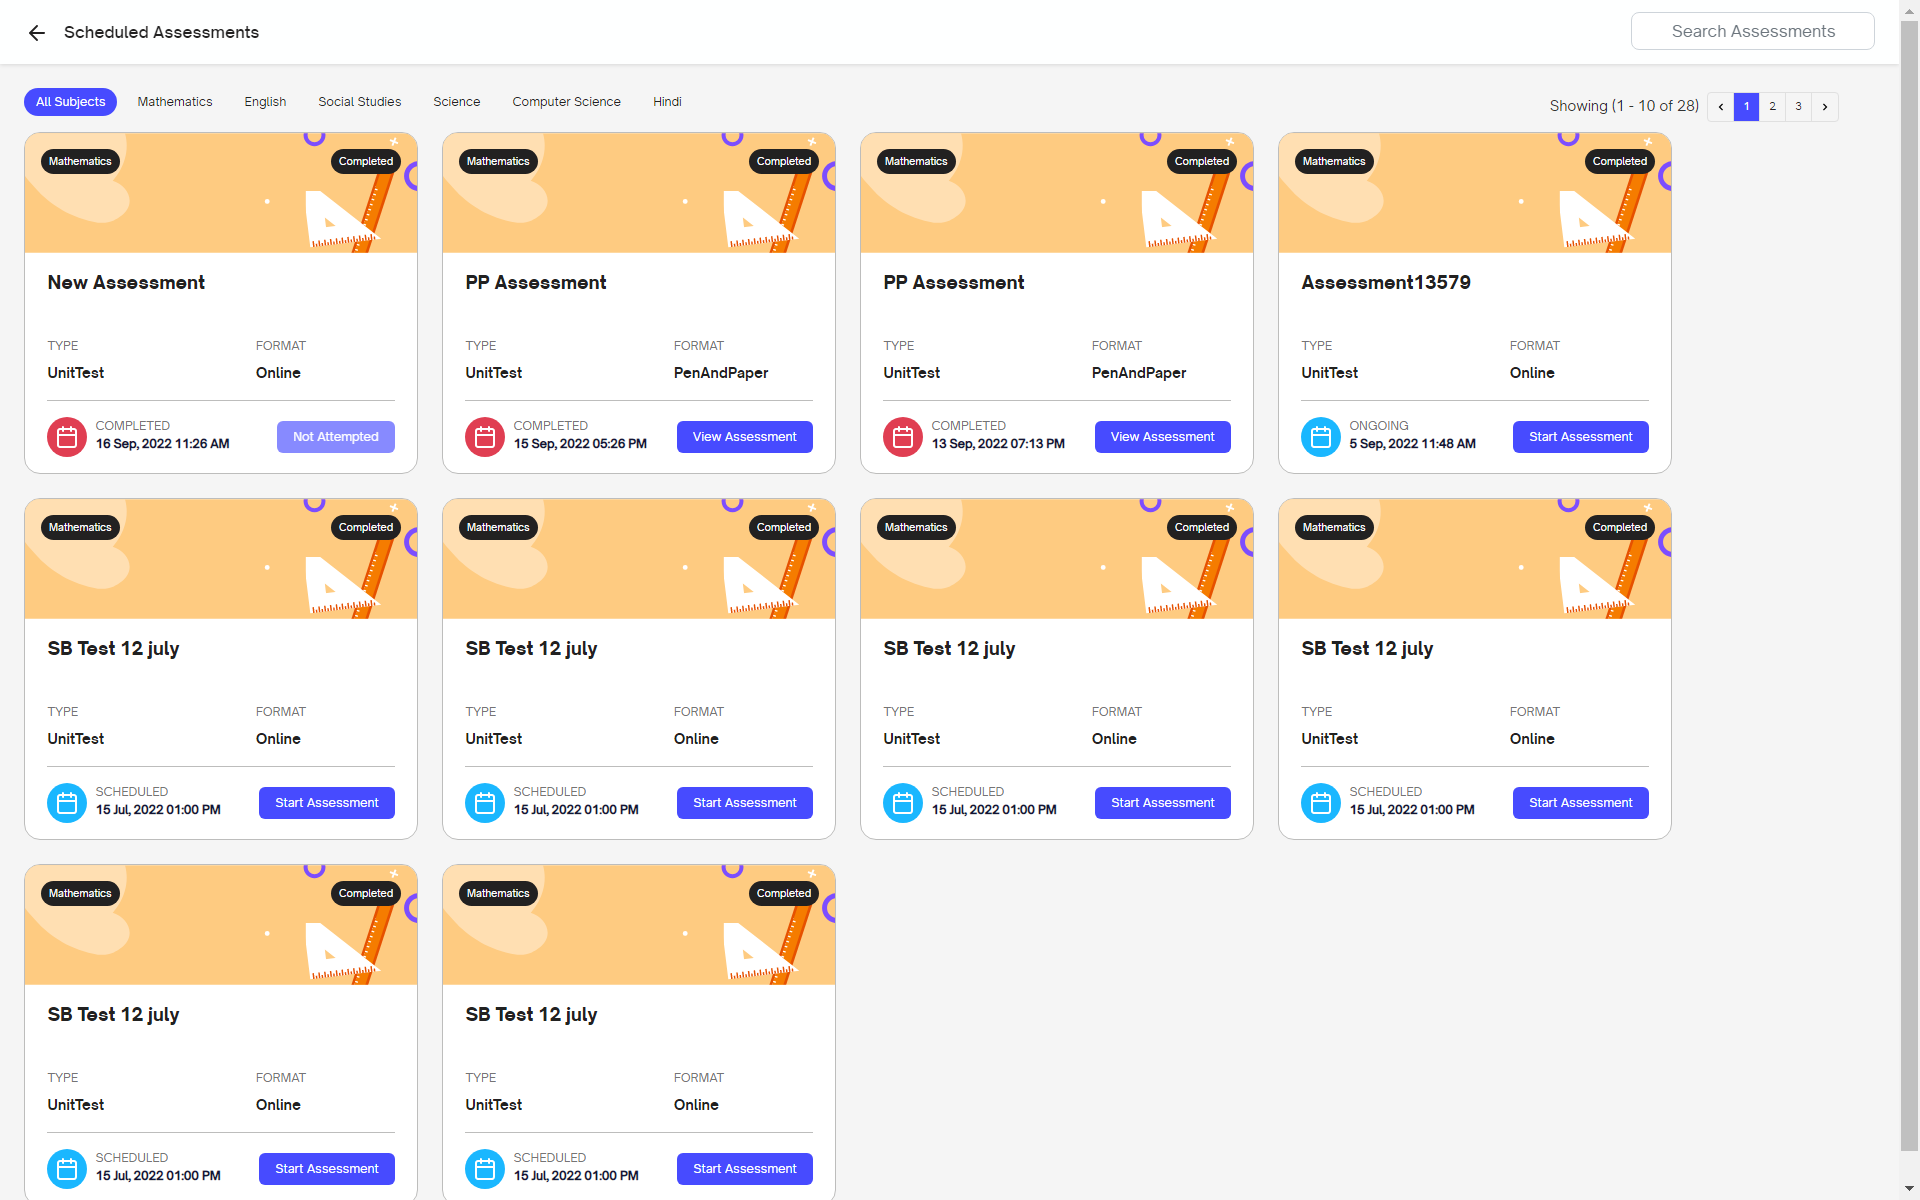 Scheduled Assessments
Search Assessments
All Subjects Mathematics English Social Studies Science Computer Science Hindi
Showing (1 - 10 of 28) 1 2 3
Mathematics Completed
New Assessment
TYPE FORMAT
UnitTest Online
COMPLETED
16 Sep, 2022 11:26 AM
Not Attempted
Mathematics Completed
PP Assessment
TYPE FORMAT
UnitTest PenAndPaper
COMPLETED
15 Sep, 2022 05:26 PM
View Assessment
Mathematics Completed
PP Assessment
TYPE FORMAT
UnitTest PenAndPaper
COMPLETED
13 Sep, 2022 07:13 PM
View Assessment
Mathematics Completed
Assessment13579
TYPE FORMAT
UnitTest Online
ONGOING
5 Sep, 2022 11:48 AM
Start Assessment
Mathematics Completed
SB Test 12 july
TYPE FORMAT
UnitTest Online
SCHEDULED
15 Jul, 2022 01:00 PM
Start Assessment
Mathematics Completed
SB Test 12 july
TYPE FORMAT
UnitTest Online
SCHEDULED
15 Jul, 2022 01:00 PM
Start Assessment
Mathematics Completed
SB Test 12 july
TYPE FORMAT
UnitTest Online
SCHEDULED
15 Jul, 2022 01:00 PM
Start Assessment
Mathematics Completed
SB Test 12 july
TYPE FORMAT
UnitTest Online
SCHEDULED
15 Jul, 2022 01:00 PM
Start Assessment
Mathematics Completed
SB Test 12 july
TYPE FORMAT
UnitTest Online
SCHEDULED
15 Jul, 2022 01:00 PM
Start Assessment
Mathematics Completed
SB Test 12 july
TYPE FORMAT
UnitTest Online
SCHEDULED
15 Jul, 2022 01:00 PM
Start Assessment